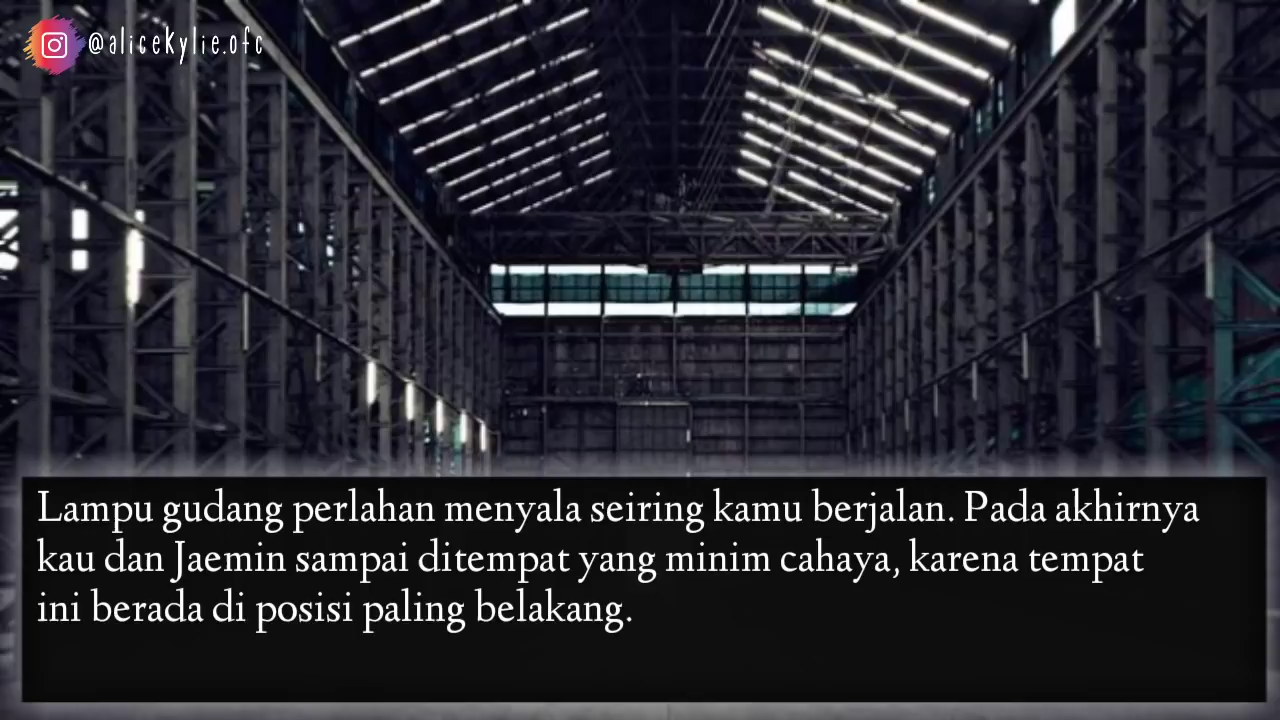 @aliceKylie.ofc
Lampu gudang perlahan menyala seiring kamu berjalan. Pada akhirnya
kau dan Jaemin sampai ditempat yang minim cahaya, karena tempat
ini berada di posisi paling belakang.